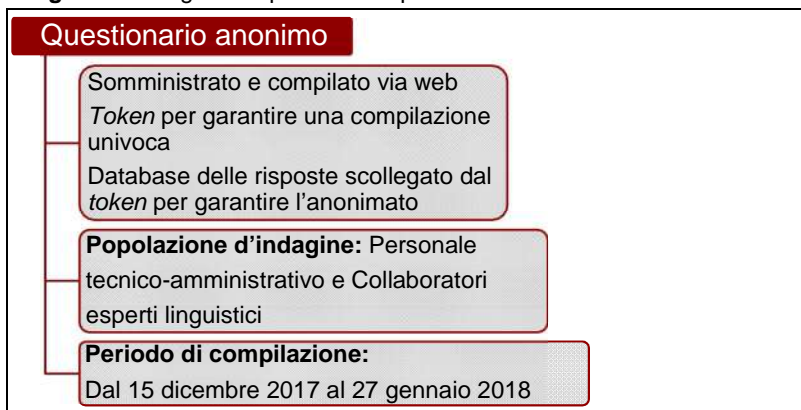 Questionario anonimo
Somministrato e compilato via web
Token per garantire una compilazione
univoca
Database delle risposte scollegato dal
token per garantire l'anonimato
Popolazione d'indagine: Personale
tecnico-amministrativo e Collaboratori
esperti linguistici
Periodo di compilazione:
Dal 15 dicembre 2017 al 27 gennaio 2018